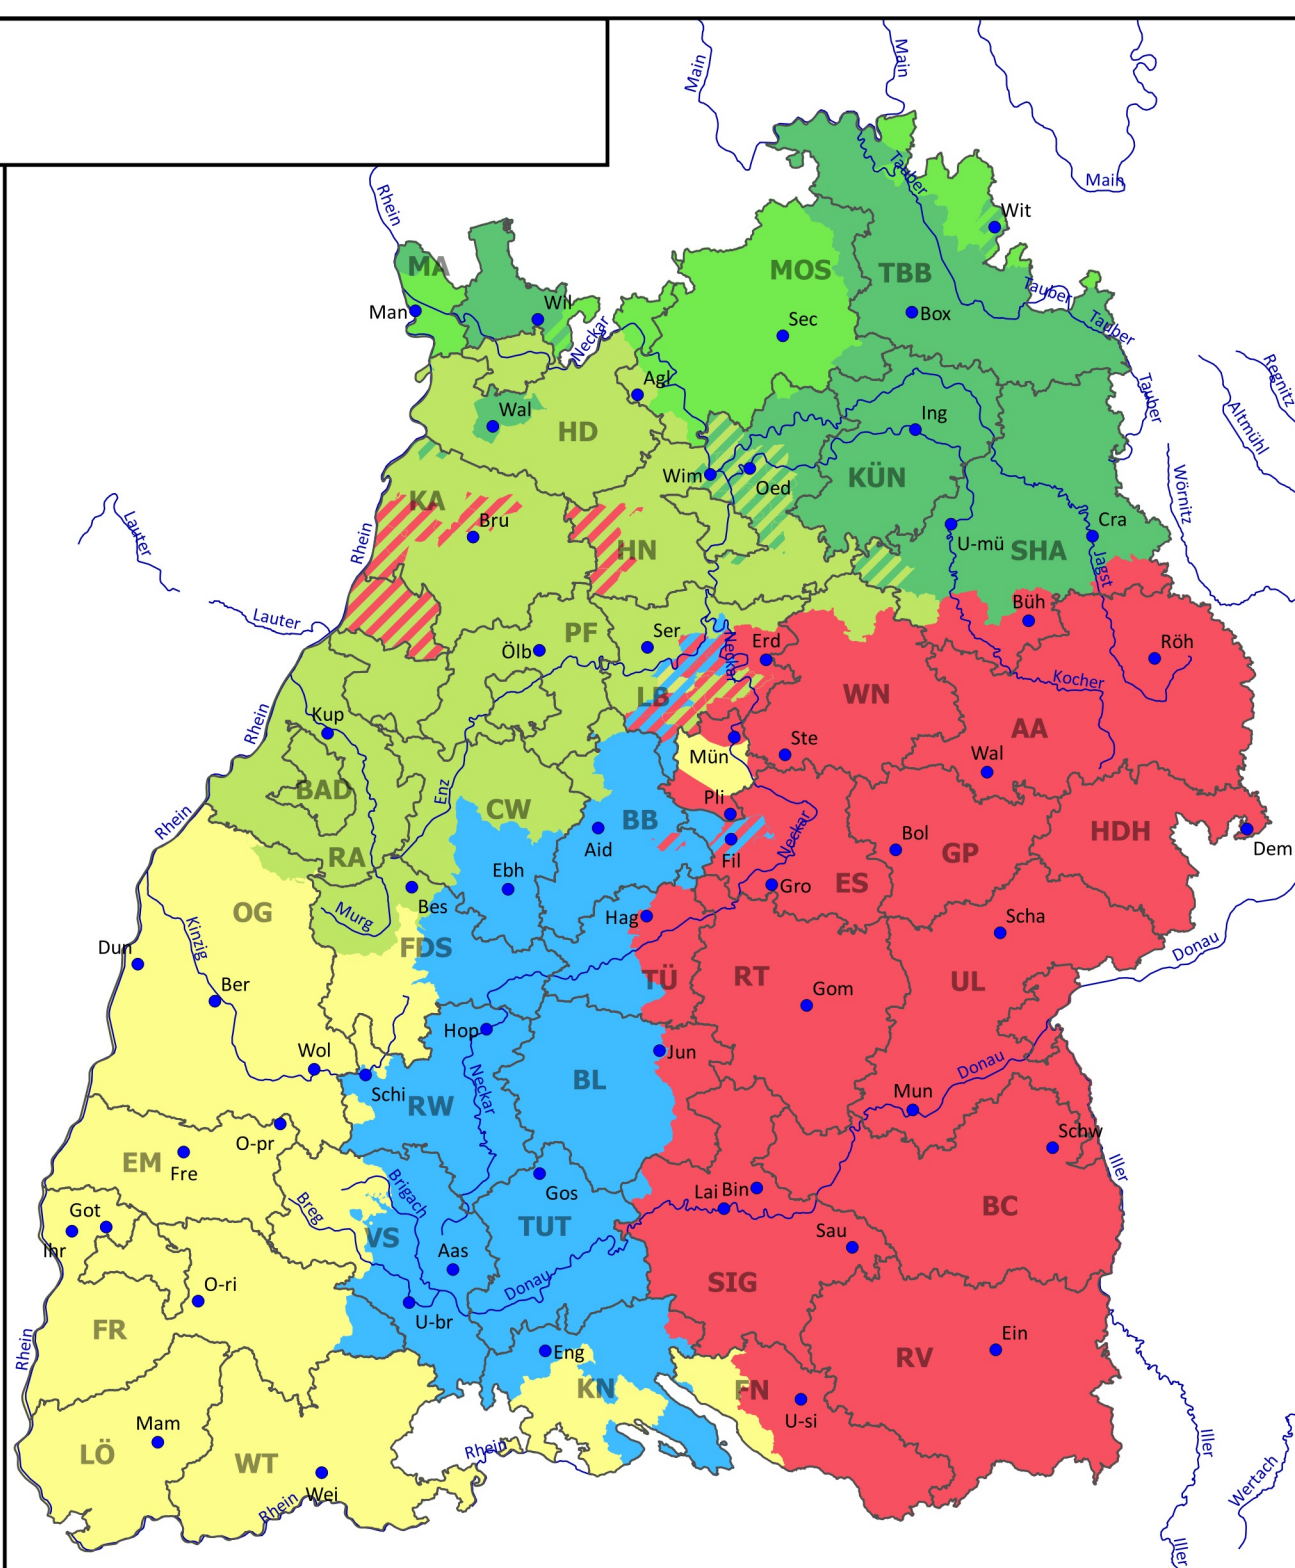 Main
Main
Main
Rhein
Tauber
Wit
MA
MOS
TBB
Tauber
Man
Wil
Neckar
Sec
Box
Tauber
Regnitz
Agl
Tauber
Altmühl
Wal
HD
Ing
Wim
Oed
KÜN
Wörnitz
KA
Bru
Lauter
Rhein
HN
U-mü
SHA
Cra
Jagst
Lauter
Büh
PF
Ser
Neckar
Erd
Röh
Ölb
LB
WN
Kocher
Rhein
Kup
AA
Ste
Wal
Mün
BAD
Enz
CW
Pli
Rhein
BB
Aid
Fil
Neckar
Bol
GP
HDH
Dem
RA
Ebh
ES
Gro
OG
Murg
Bes
Hag
Scha
Kinzig
FDS
Dun
Donau
Ber
TÜ
RT
Gom
UL
Hop
Wol
Jun
Schi
Neckar
BL
Donau
RW
Mun
O-pr
Schw
EM
Fre
Iller
Brigach
Gos
Lai
Bin
Breg
BC
Got
Ihr
VS
TUT
Sau
Aas
O-ri
Donau
SIG
FR
U-br
Rhein
Eng
Ein
KN
FN
RV
U-si
Mam
LÖ
WT
Rhein
Iller
Wei
Rhein
Wertach
Iller